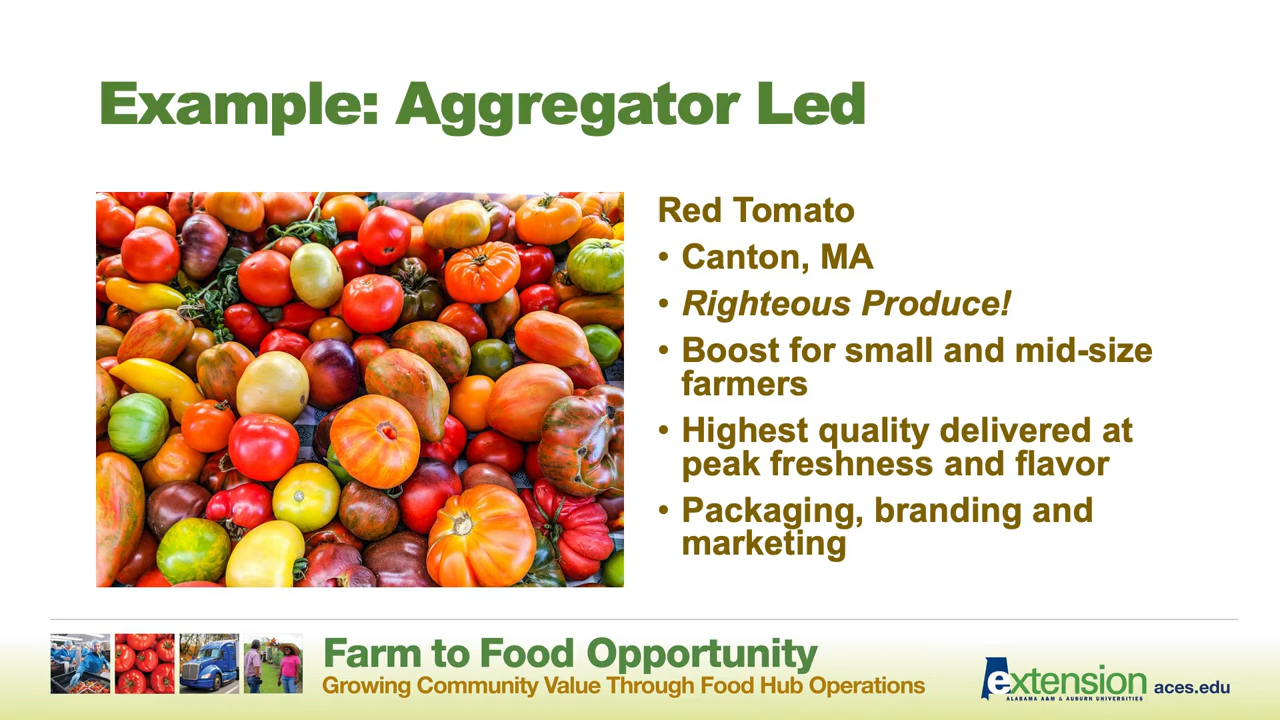 Example: Aggregator Led
Red Tomato
• Canton, MA
• Righteous Produce!
• Boost for small and mid-size
farmers
• Highest quality delivered at
peak freshness and flavor
• Packaging, branding and
marketing
Farm to Food Opportunity
Growing Community Value Through Food Hub Operations
extension
ALABAMA A&M & AUBURN UNIVERSITIES
aces.edu